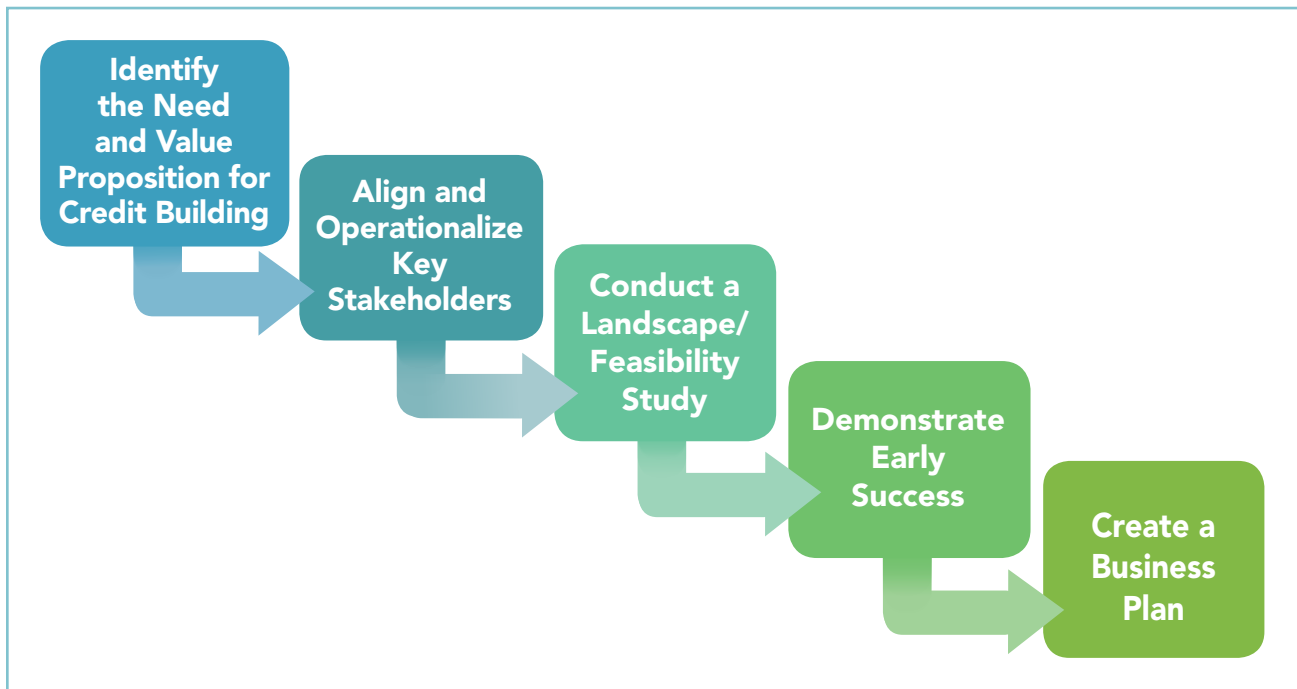 Identify
the Need
and Value
Proposition for
Credit Building
Align and
Operationalize
Key
Stakeholders
Conduct a
Landscape/
Feasibility
Study
Demonstrate
Early
Success
Create a
Business
Plan